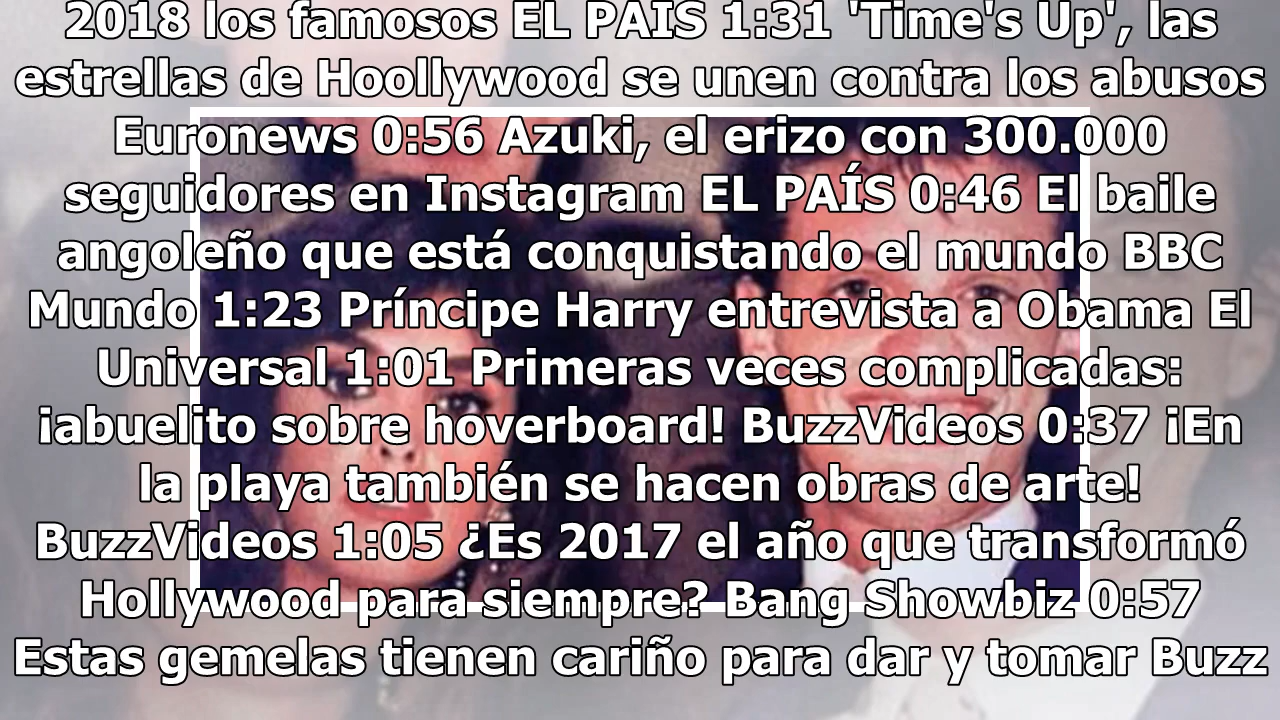 2018 los famosos EL PAÍS 1:31 'Time's Up', las
estrellas de Hoollywood se unen contra los abusos
Euronews 0:56 Azuki, el erizo con 300.000
seguidores en Instagram EL PAÍS 0:46 El baile
angoleño que está conquistando el mundo BBC
Mundo 1:23 Príncipe Harry entrevista a Obama El
Universal 1:01 Primeras veces complicadas:
¡abuelito sobre hoverboard! BuzzVideos 0:37 ¡En
la playa también se hacen obras de arte!
BuzzVideos 1:05 ¿Es 2017 el año que transformó
Hollywood para siempre? Bang Showbiz 0:57
Estas gemelas tienen cariño para dar y tomar Buzz